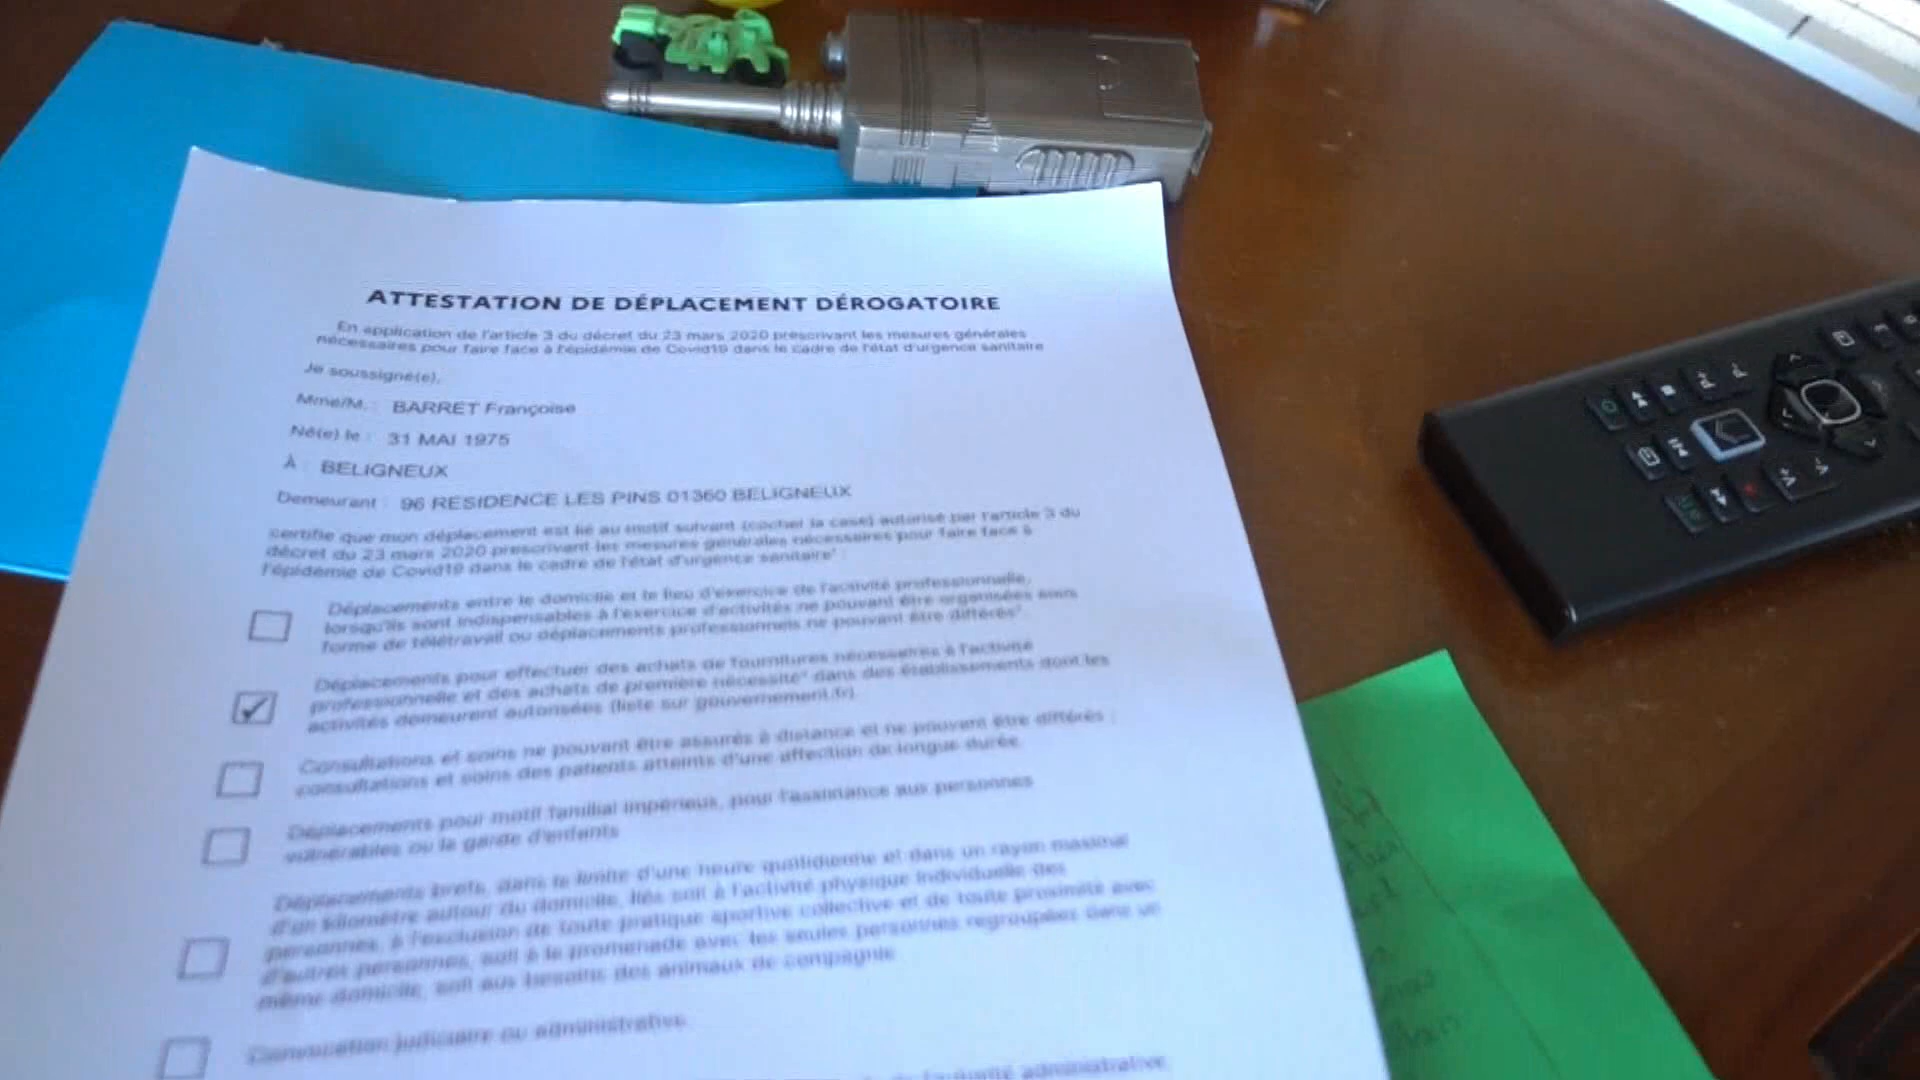 ATTESTATION DE DÉPLACEMENT DÉROGATOIRE
En application de l'article 3 du décret du 23 mars 2020 prescrivant les mesures générales
nécessaires pour faire face à l'épidémie de Covid19 dans le cadre de l'état d'urgence sanitaire
Je soussigné(e),
Mme/M. : BARRET Françoise
Né(e) le : 31 MAI 1975
À : BELIGNEUX
Demeurant : 96 RESIDENCE LES PINS 01360 BELIGNEUX
certifie que mon déplacement est lié au motif suivant (cocher la case) autorisé par l'article 3 du
décret du 23 mars 2020 prescrivant les mesures générales nécessaires pour faire face à
l'épidémie de Covid19 dans le cadre de l'état d'urgence sanitaire¹ :
Déplacements entre le domicile et le lieu d'exercice de l'activité professionnelle,
lorsqu'ils sont indispensables à l'exercice d'activités ne pouvant être organisées sous
forme de télétravail ou déplacements professionnels ne pouvant être différés².
Déplacements pour effectuer des achats de fournitures nécessaires à l'activité
professionnelle et des achats de première nécessité³ dans des établissements dont les
activités demeurent autorisées (liste sur gouvernement.fr).
Consultations et soins ne pouvant être assurés à distance et ne pouvant être différés ;
consultations et soins des patients atteints d'une affection de longue durée.
Déplacements pour motif familial impérieux, pour l'assistance aux personnes
vulnérables ou la garde d'enfants
Déplacements brefs, dans la limite d'une heure quotidienne et dans un rayon maximal
d'un kilomètre autour du domicile, liés soit à l'activité physique individuelle des
personnes, à l'exclusion de toute pratique sportive collective et de toute proximité avec
d'autres personnes, soit à la promenade avec les seules personnes regroupées dans un
même domicile, soit aux besoins des animaux de compagnie
Convocation judiciaire ou administrative
de l'autorité administrative